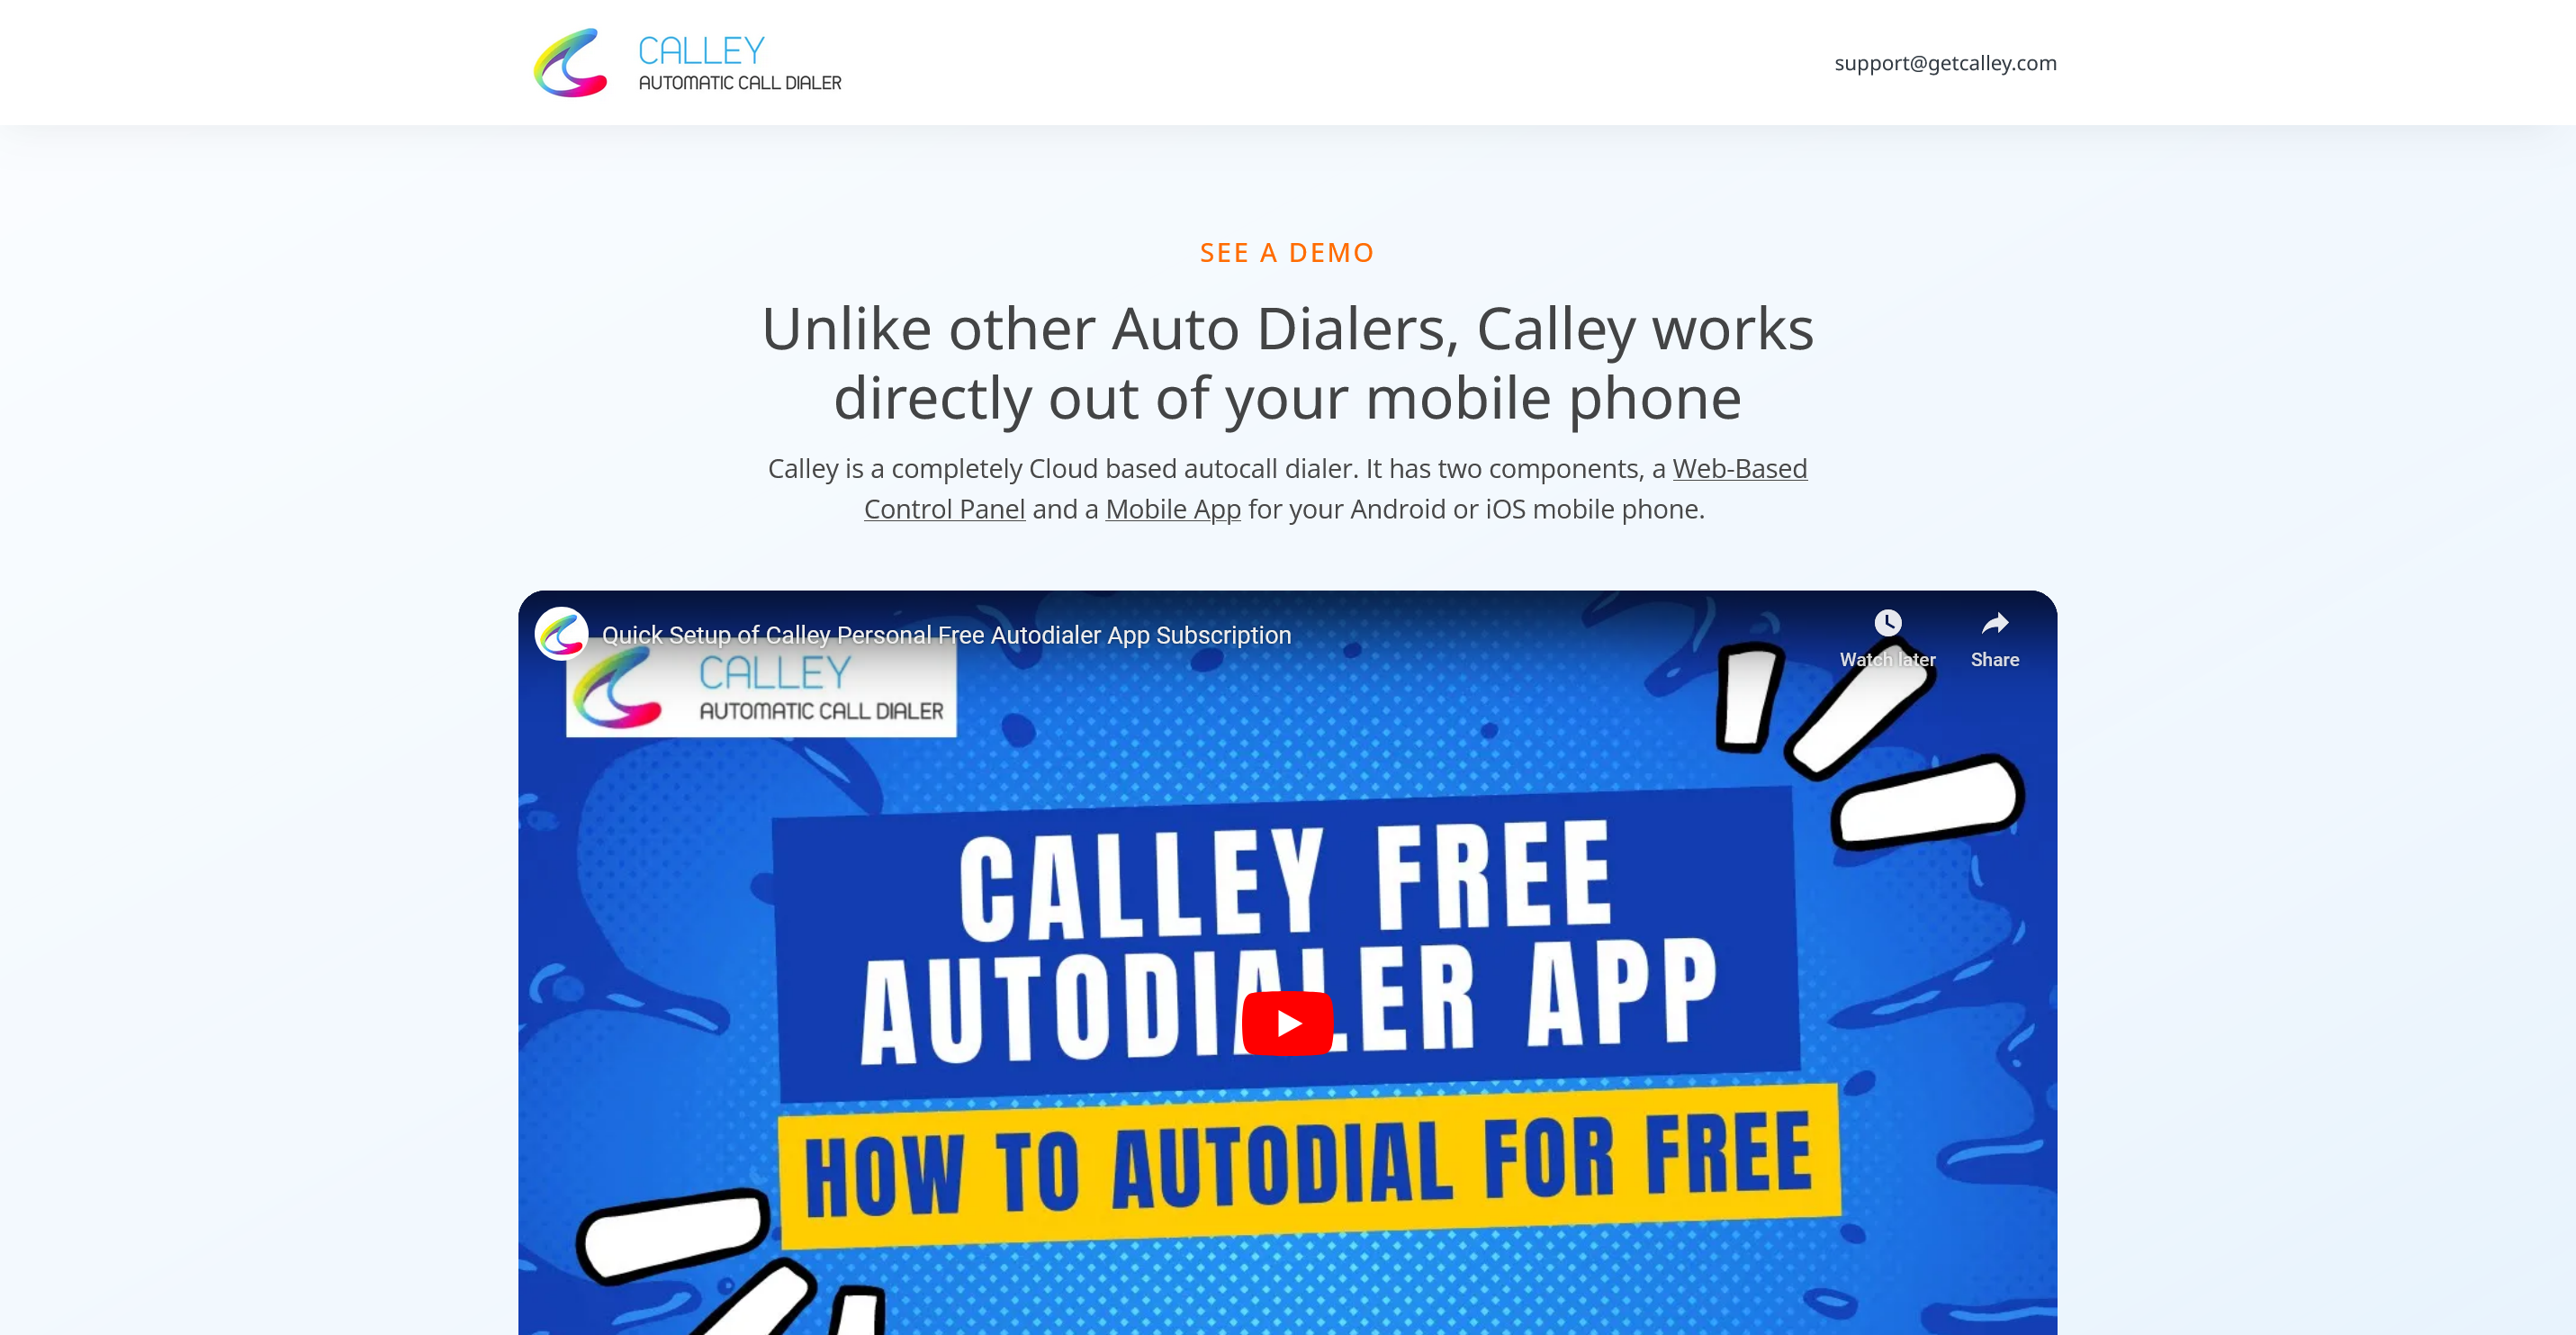 CALLEY
AUTOMATIC CALL DIALER
support@getcalley.com
SEE A DEMO
Unlike other Auto Dialers, Calley works
directly out of your mobile phone
Calley is a completely Cloud based autocall dialer. It has two components, a Web-Based
Control Panel and a Mobile App for your Android or iOS mobile phone.
Quick Setup of Calley Personal Free Autodialer App Subscription
Watch later
Share
CALLEY
AUTOMATIC CALL DIALER
CALLEY FREE
AUTODIALER APP
HOW TO AUTODIAL FOR FREE